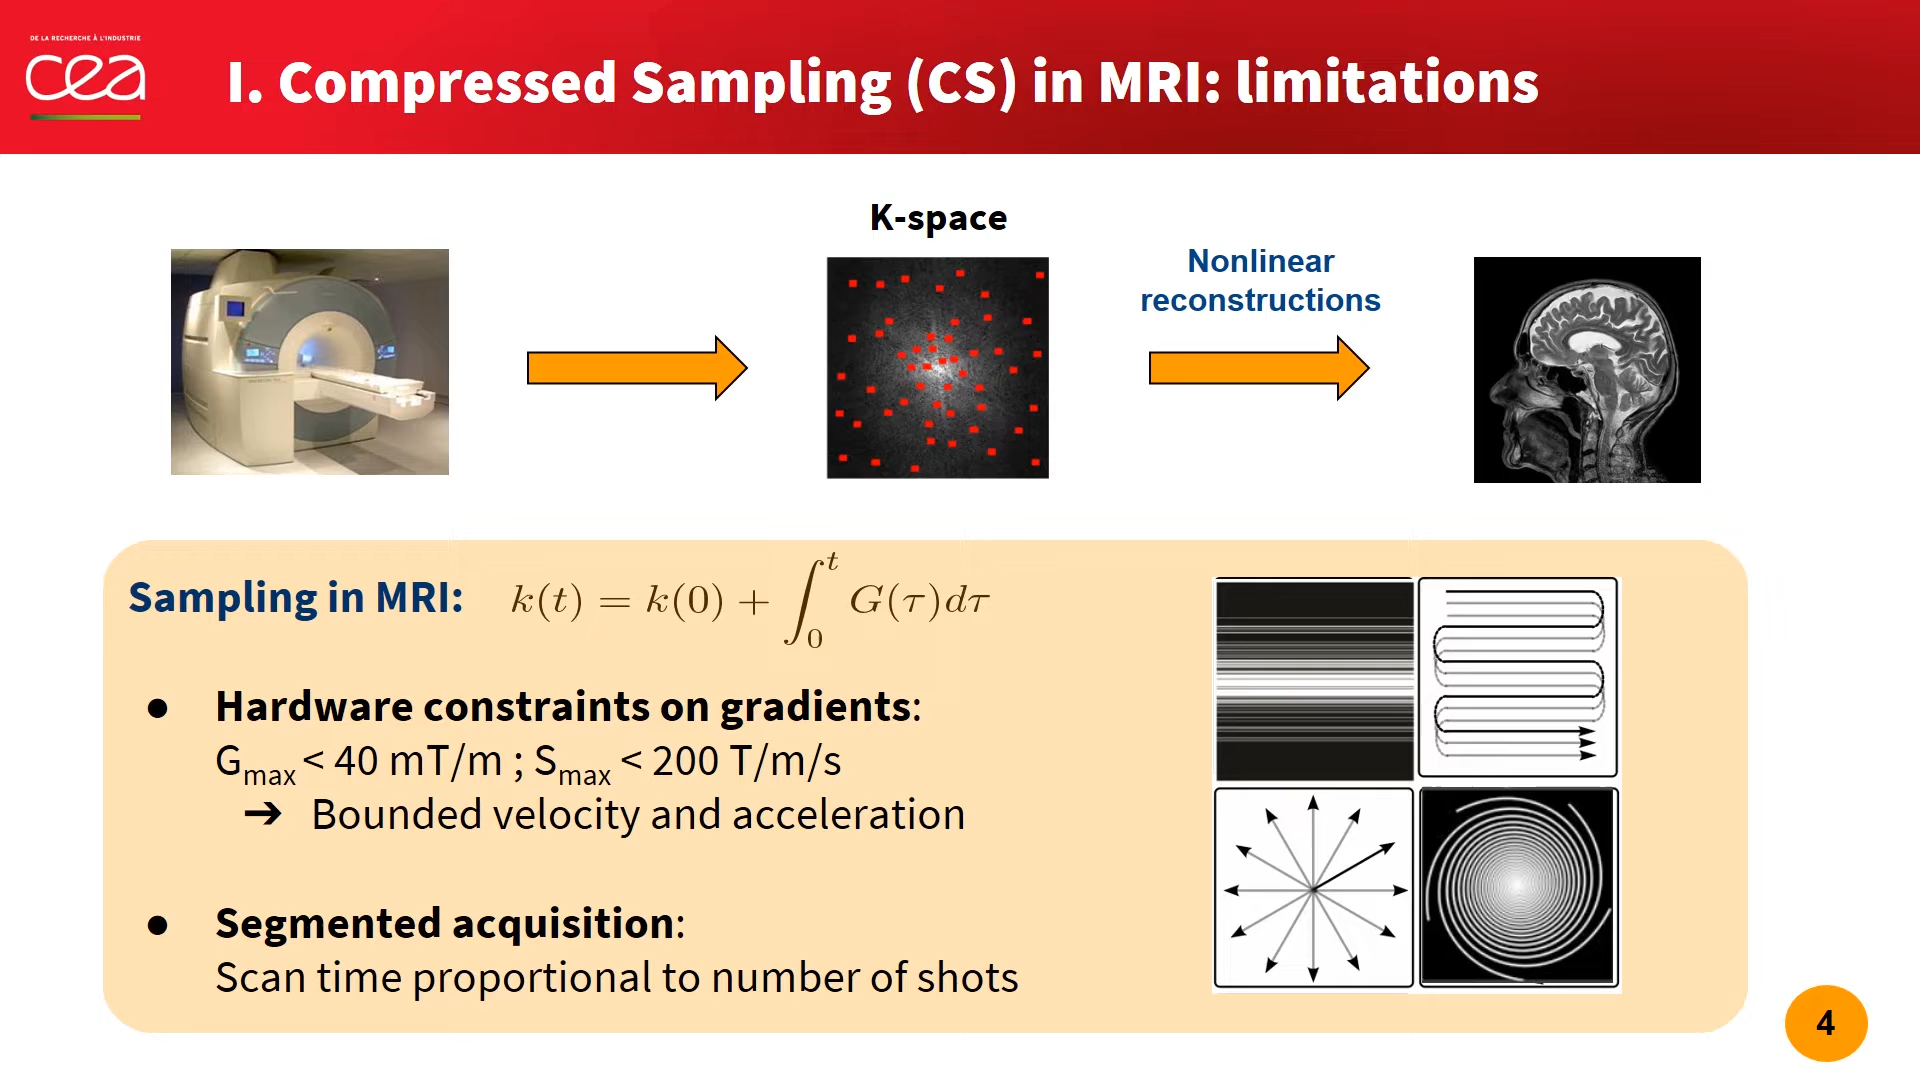 DE LA RECHERCHE À L'INDUSTRIE
cea
I. Compressed Sampling (CS) in MRI: limitations
K-space
Nonlinear
reconstructions
Sampling in MRI: k(t) = k(0) + ∫₀ᵗ G(τ)dτ
● Hardware constraints on gradients:
Gmax < 40 mT/m ; Smax < 200 T/m/s
➔ Bounded velocity and acceleration
● Segmented acquisition:
Scan time proportional to number of shots
4